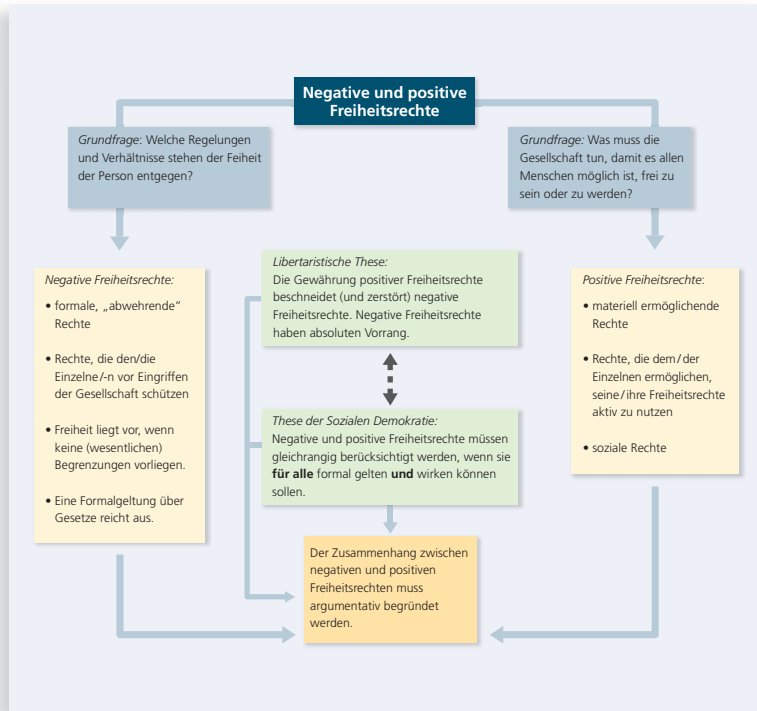 Negative und positive
Freiheitsrechte
Grundfrage: Welche Regelungen
und Verhältnisse stehen der Feiheit
der Person entgegen?
Grundfrage: Was muss die
Gesellschaft tun, damit es allen
Menschen möglich ist, frei zu
sein oder zu werden?
Negative Freiheitsrechte:
• formale, „abwehrende“
Rechte
• Rechte, die den/die
Einzelne/-n vor Eingriffen
der Gesellschaft schützen
• Freiheit liegt vor, wenn
keine (wesentlichen)
Begrenzungen vorliegen.
• Eine Formalgeltung über
Gesetze reicht aus.
Libertaristische These:
Die Gewährung positiver Freiheitsrechte
beschneidet (und zerstört) negative
Freiheitsrechte. Negative Freiheitsrechte
haben absoluten Vorrang.
These der Sozialen Demokratie:
Negative und positive Freiheitsrechte müssen
gleichrangig berücksichtigt werden, wenn sie
für alle formal gelten und wirken können
sollen.
Positive Freiheitsrechte:
• materiell ermöglichende
Rechte
• Rechte, die dem/der
Einzelnen ermöglichen,
seine/ihre Freiheitsrechte
aktiv zu nutzen
• soziale Rechte
Der Zusammenhang zwischen
negativen und positiven
Freiheitsrechten muss
argumentativ begründet
werden.